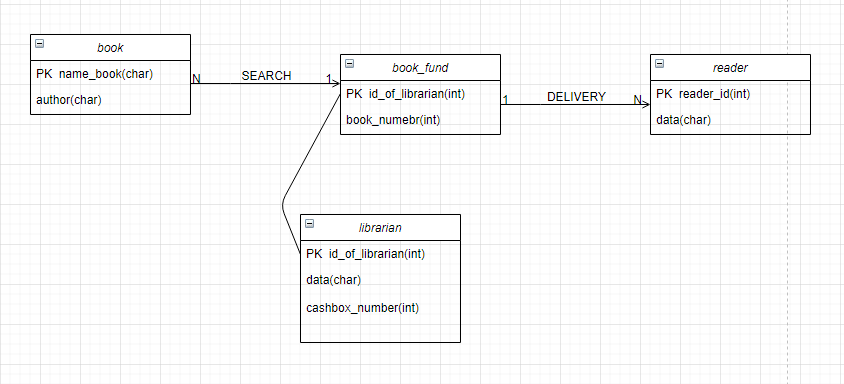 book
PK name_book(char)
author(char)
N SEARCH 1
book_fund
PK id_of_librarian(int)
book_numebr(int)
1 DELIVERY N
reader
PK reader_id(int)
data(char)
librarian
PK id_of_librarian(int)
data(char)
cashbox_number(int)